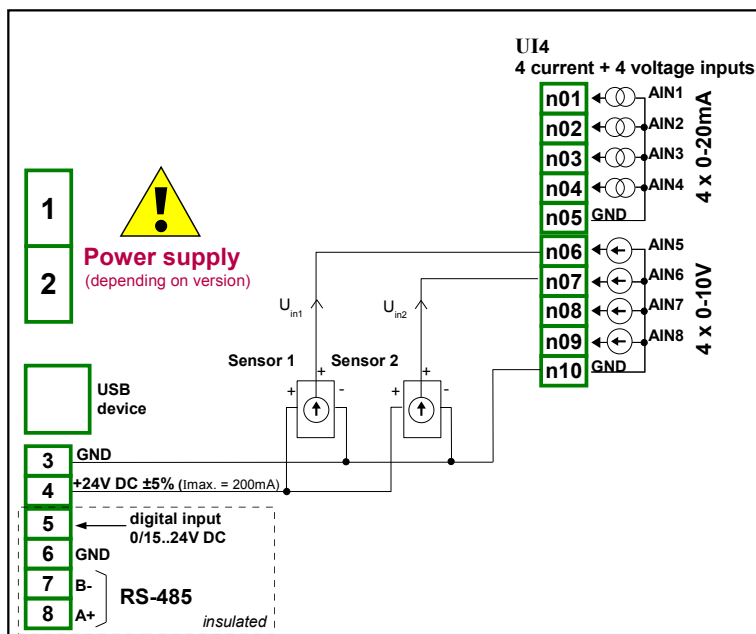 UI4
4 current + 4 voltage inputs
n01
AIN1
n02
AIN2
n03
AIN3
n04
AIN4
n05
GND
4 x 0-20mA
n06
AIN5
n07
AIN6
n08
AIN7
n09
AIN8
n10
GND
4 x 0-10V
1
2
!
Power supply
(depending on version)
U in1
U in2
Sensor 1
Sensor 2
+
+
-
+
+
-
USB
device
3
GND
4
+24V DC ±5% (Imax. = 200mA)
5
digital input
0/15..24V DC
6
GND
7
B-
8
A+
RS-485
insulated